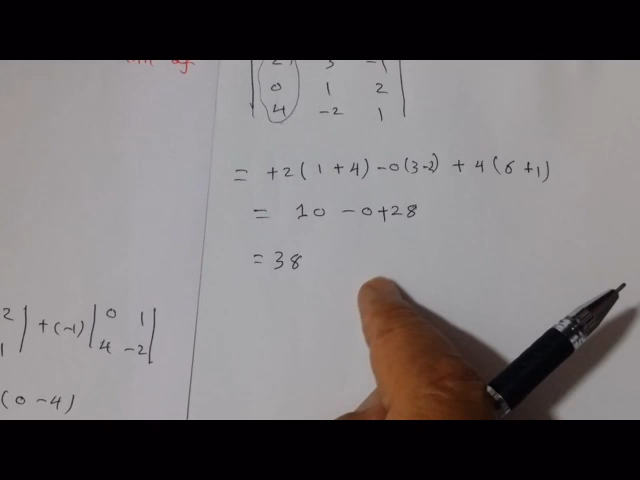 2 3 -1
0 1 2
4 -2 1
= +2(1+4) -0(3-2) + 4(6+1)
= 10 -0+28
= 38
2 | +(-1) | 0 1 |
1 | 4 -2 |
(0-4)